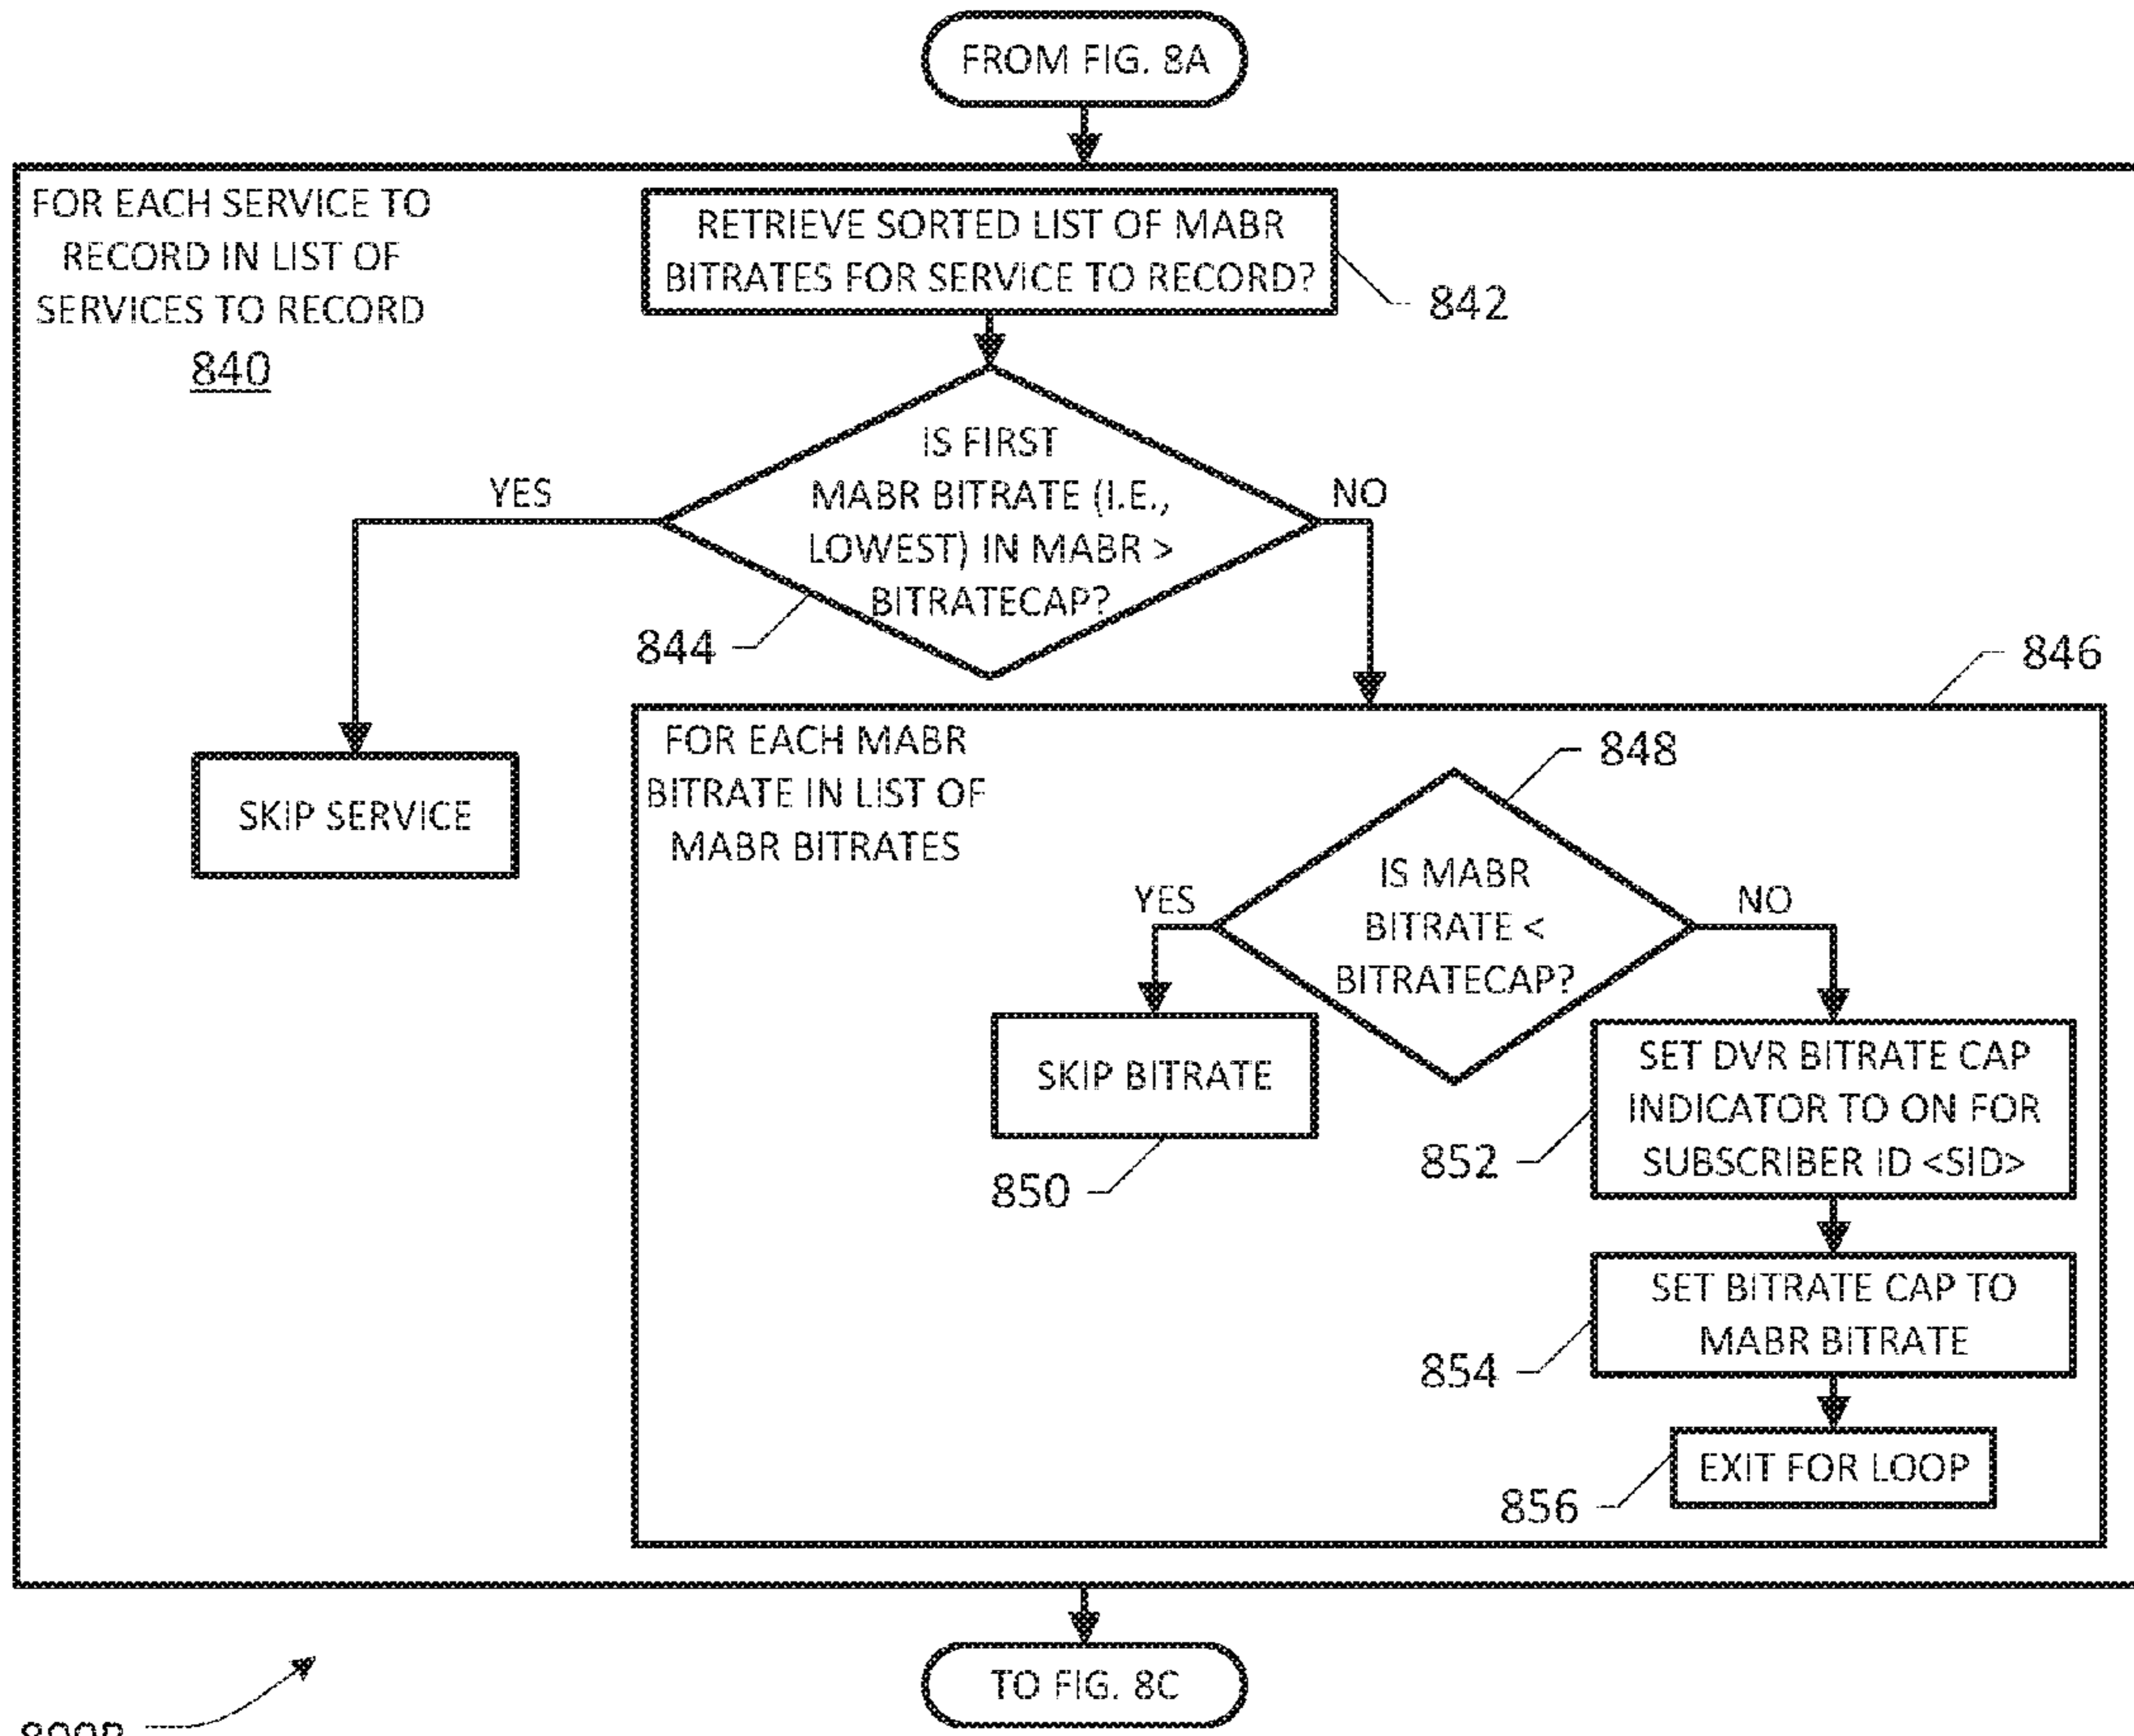 FROM FIG. 8A
FOR EACH SERVICE TO
RECORD IN LIST OF
SERVICES TO RECORD
840
RETRIEVE SORTED LIST OF MABR
BITRATES FOR SERVICE TO RECORD?
842
IS FIRST
MABR BITRATE (I.E.,
LOWEST) IN MABR >
BITRATECAP?
844
YES
NO
SKIP SERVICE
846
FOR EACH MABR
BITRATE IN LIST OF
MABR BITRATES
848
IS MABR
BITRATE <
BITRATECAP?
YES
NO
SKIP BITRATE
850
SET DVR BITRATE CAP
INDICATOR TO ON FOR
SUBSCRIBER ID <SID>
852
SET BITRATE CAP TO
MABR BITRATE
854
EXIT FOR LOOP
856
TO FIG. 8C